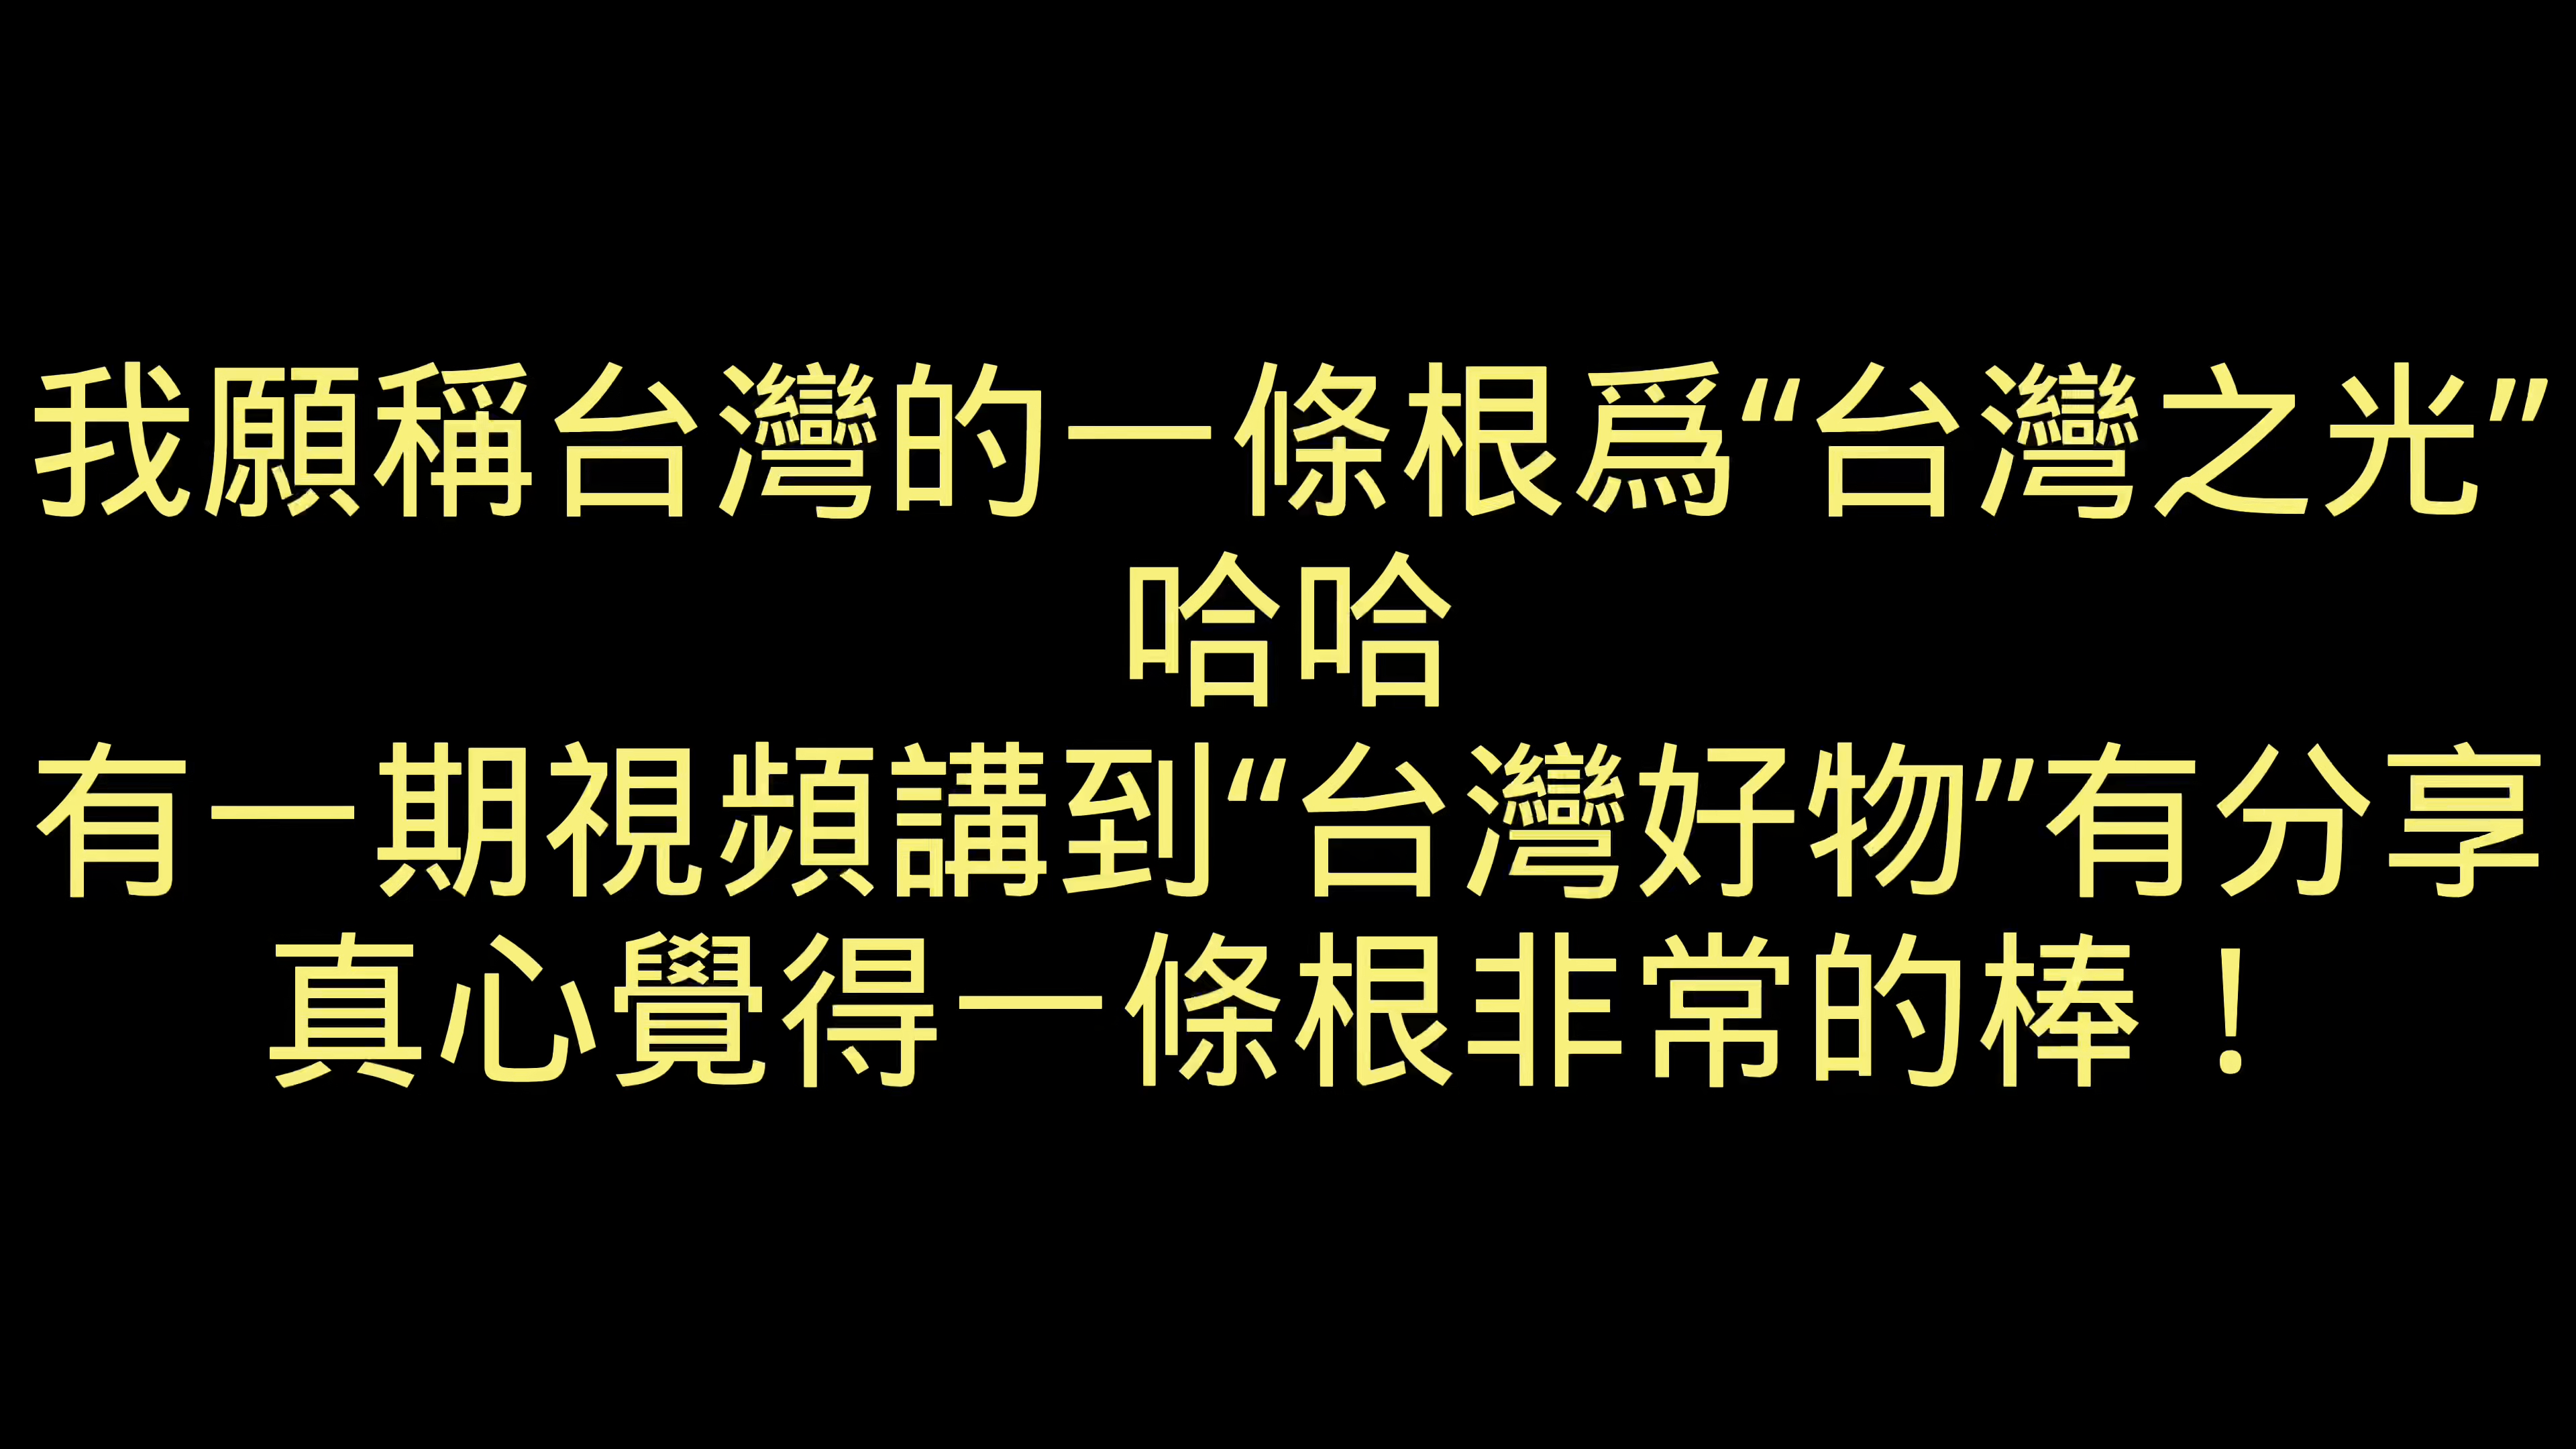 我願稱台灣的一條根爲“台灣之光”
哈哈
有一期視頻講到“台灣好物”有分享
真心覺得一條根非常的棒！